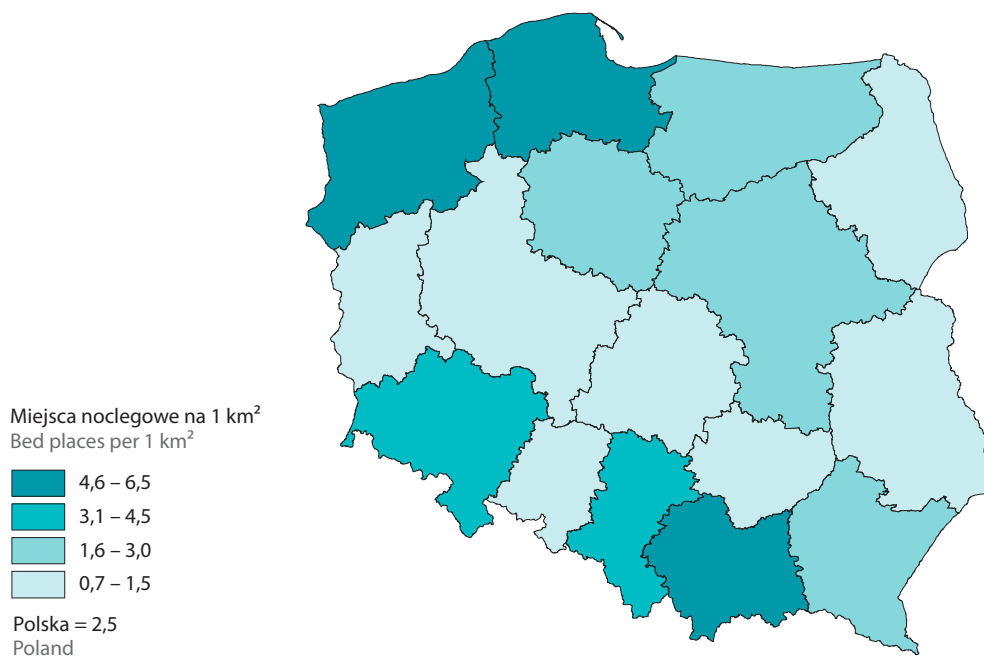 Miejsca noclegowe na 1 km²
Bed places per 1 km²
4,6 – 6,5
3,1 – 4,5
1,6 – 3,0
0,7 – 1,5
Polska = 2,5
Poland